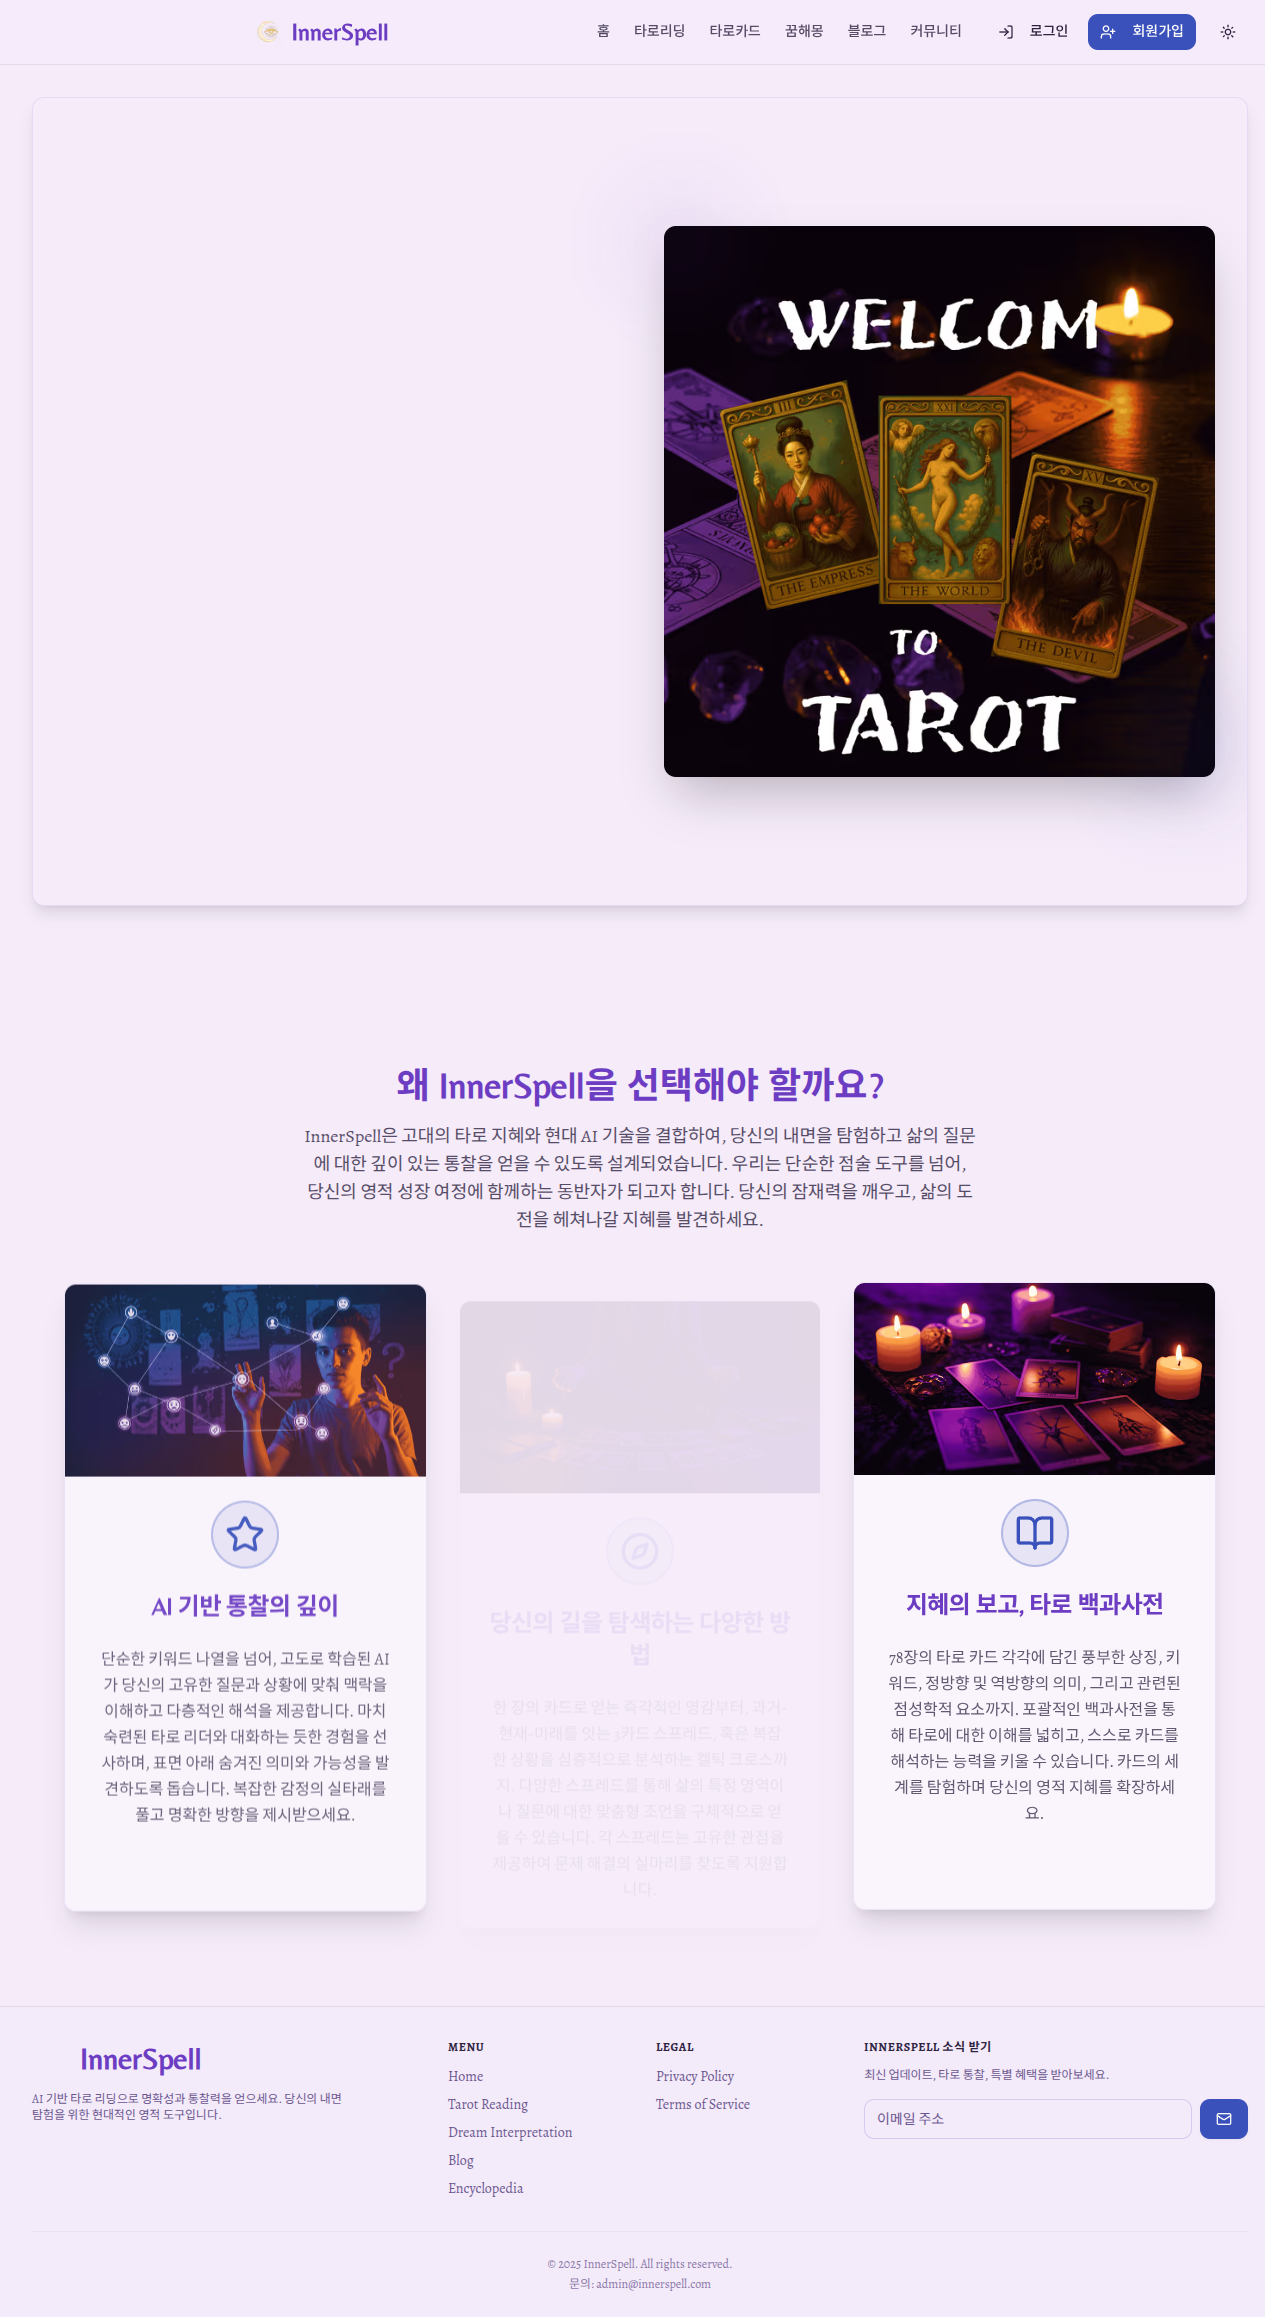 InnerSpell
홈 타로리딩 타로카드 꿈해몽 블로그 커뮤니티 로그인 회원가입
WELCOM
III
THE EMPRESS
XXI
THE WORLD
XV
THE DEVIL
TO
TAROT
왜 InnerSpell을 선택해야 할까요?
InnerSpell은 고대의 타로 지혜와 현대 AI 기술을 결합하여, 당신의 내면을 탐험하고 삶의 질문
에 대한 깊이 있는 통찰을 얻을 수 있도록 설계되었습니다. 우리는 단순한 점술 도구를 넘어,
당신의 영적 성장 여정에 함께하는 동반자가 되고자 합니다. 당신의 잠재력을 깨우고, 삶의 도
전을 헤쳐나갈 지혜를 발견하세요.
AI 기반 통찰의 깊이
단순한 키워드 나열을 넘어, 고도로 학습된 AI
가 당신의 고유한 질문과 상황에 맞춰 맥락을
이해하고 다층적인 해석을 제공합니다. 마치
숙련된 타로 리더와 대화하는 듯한 경험을 선
사하며, 표면 아래 숨겨진 의미와 가능성을 발
견하도록 돕습니다. 복잡한 감정의 실타래를
풀고 명확한 방향을 제시받으세요.
당신의 길을 탐색하는 다양한 방
법
한 장의 카드로 얻는 즉각적인 영감부터, 과거-
현재-미래를 잇는 3카드 스프레드, 혹은 복잡
한 상황을 심층적으로 분석하는 켈틱 크로스까
지. 다양한 스프레드를 통해 삶의 특정 영역이
나 질문에 대한 맞춤형 조언을 구체적으로 얻
을 수 있습니다. 각 스프레드는 고유한 관점을
제공하여 문제 해결의 실마리를 찾도록 지원합
니다.
지혜의 보고, 타로 백과사전
78장의 타로 카드 각각에 담긴 풍부한 상징, 키
워드, 정방향 및 역방향의 의미, 그리고 관련된
점성학적 요소까지. 포괄적인 백과사전을 통
해 타로에 대한 이해를 넓히고, 스스로 카드를
해석하는 능력을 키울 수 있습니다. 카드의 세
계를 탐험하며 당신의 영적 지혜를 확장하세
요.
InnerSpell
AI 기반 타로 리딩으로 명확성과 통찰력을 얻으세요. 당신의 내면
탐험을 위한 현대적인 영적 도구입니다.
MENU
Home
Tarot Reading
Dream Interpretation
Blog
Encyclopedia
LEGAL
Privacy Policy
Terms of Service
INNERSPELL 소식 받기
최신 업데이트, 타로 통찰, 특별 혜택을 받아보세요.
이메일 주소
© 2025 InnerSpell. All rights reserved.
문의: admin@innerspell.com